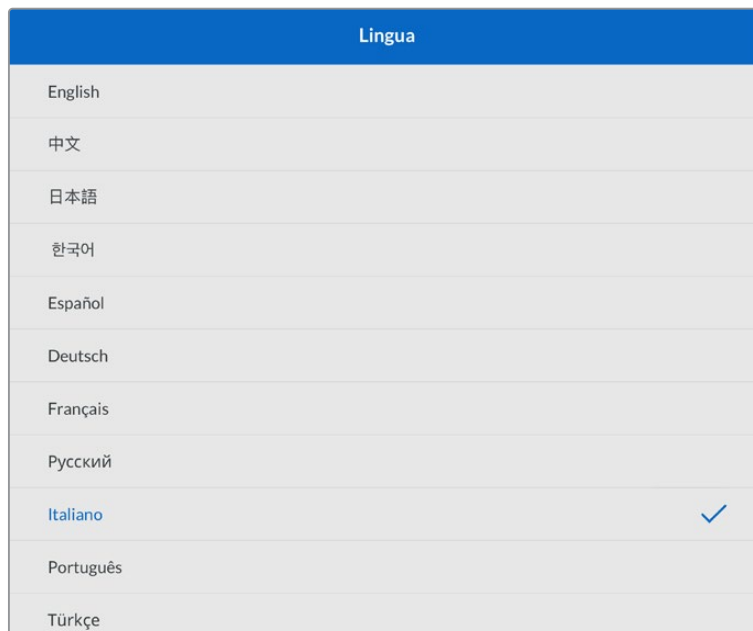 Lingua
English
中文
日本語
한국어
Español
Deutsch
Français
Русский
Italiano
Português
Türkçe